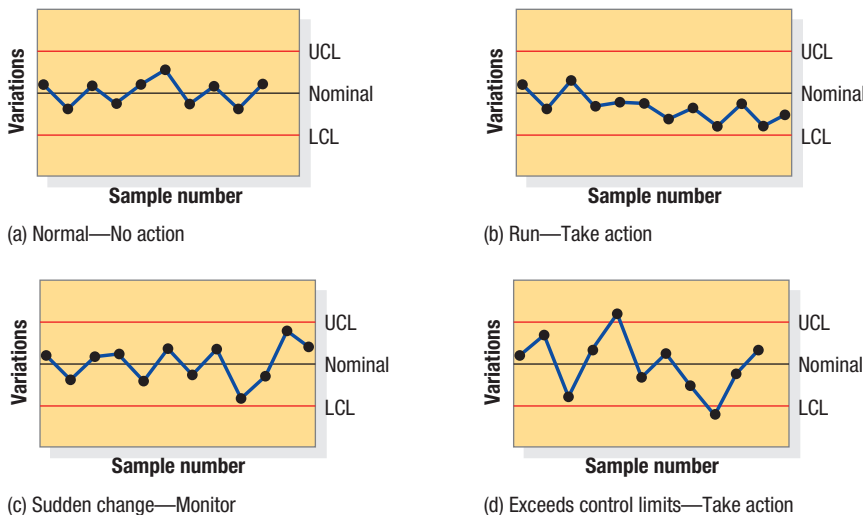 Variations
UCL
Nominal
LCL
Sample number
(a) Normal—No action
Variations
UCL
Nominal
LCL
Sample number
(b) Run—Take action
Variations
UCL
Nominal
LCL
Sample number
(c) Sudden change—Monitor
Variations
UCL
Nominal
LCL
Sample number
(d) Exceeds control limits—Take action